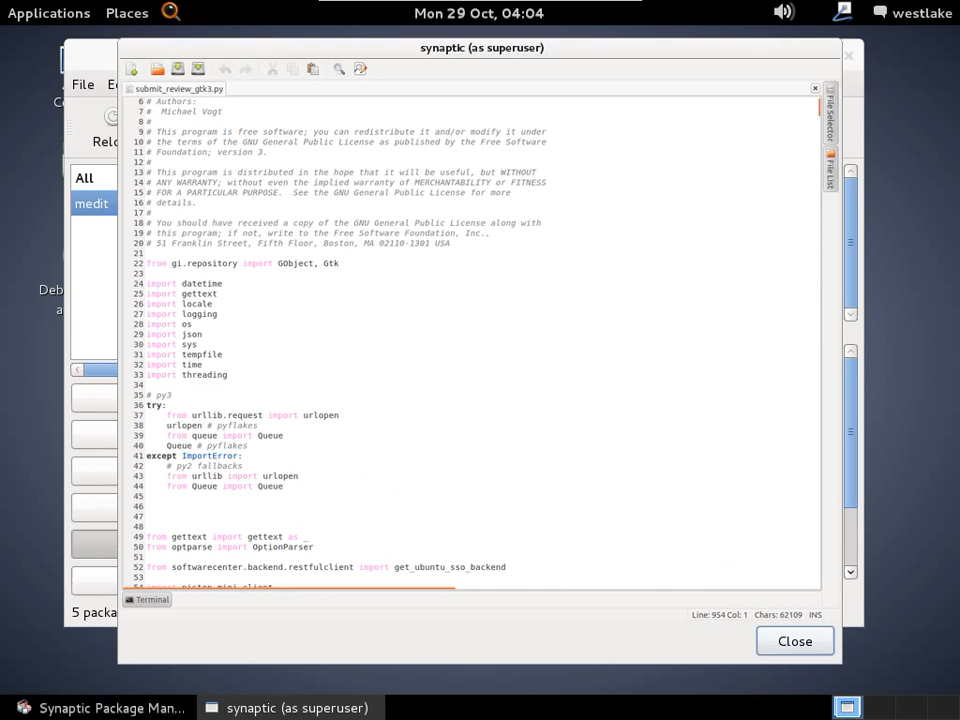 Applications Places Mon 29 Oct, 04:04 westlake
synaptic (as superuser)
File
Relo
All
medit
Deb
a
5 packa
submit_review_gtk3.py
6 # Authors:
7 #  Michael Vogt
8 #
9 # This program is free software; you can redistribute it and/or modify it under
10 # the terms of the GNU General Public License as published by the Free Software
11 # Foundation; version 3.
12 #
13 # This program is distributed in the hope that it will be useful, but WITHOUT
14 # ANY WARRANTY; without even the implied warranty of MERCHANTABILITY or FITNESS
15 # FOR A PARTICULAR PURPOSE.  See the GNU General Public License for more
16 # details.
17 #
18 # You should have received a copy of the GNU General Public License along with
19 # this program; if not, write to the Free Software Foundation, Inc.,
20 # 51 Franklin Street, Fifth Floor, Boston, MA 02110-1301 USA
21
22 from gi.repository import GObject, Gtk
23
24 import datetime
25 import gettext
26 import locale
27 import logging
28 import os
29 import json
30 import sys
31 import tempfile
32 import time
33 import threading
34
35 # py3
36 try:
37     from urllib.request import urlopen
38     urlopen # pyflakes
39     from queue import Queue
40     Queue # pyflakes
41 except ImportError:
42     # py2 fallbacks
43     from urllib import urlopen
44     from Queue import Queue
45
46
47
48
49 from gettext import gettext as _
50 from optparse import OptionParser
51
52 from softwarecenter.backend.restfulclient import get_ubuntu_sso_backend
53
54 import piston_mini_client
File Selector
File List
Terminal
Line: 954 Col: 1 Chars: 62109 INS
Close
Synaptic Package Man...
synaptic (as superuser)